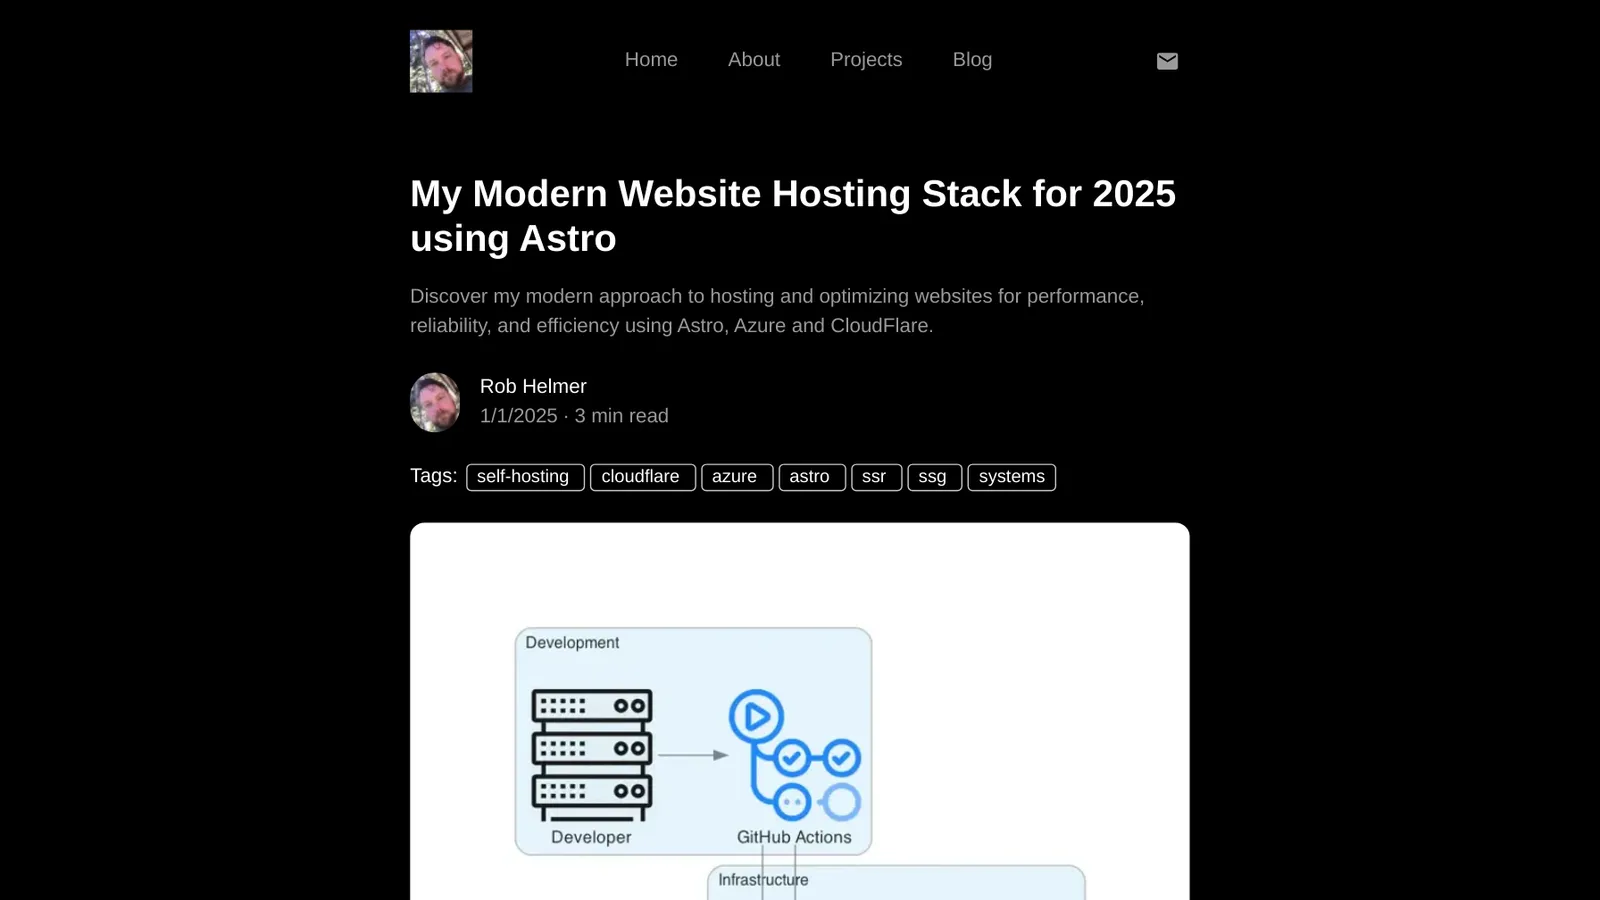 Home About Projects Blog
My Modern Website Hosting Stack for 2025
using Astro
Discover my modern approach to hosting and optimizing websites for performance,
reliability, and efficiency using Astro, Azure and CloudFlare.
Rob Helmer
1/1/2025 · 3 min read
Tags: self-hosting cloudflare azure astro ssr ssg systems
Development
Developer GitHub Actions
Infrastructure